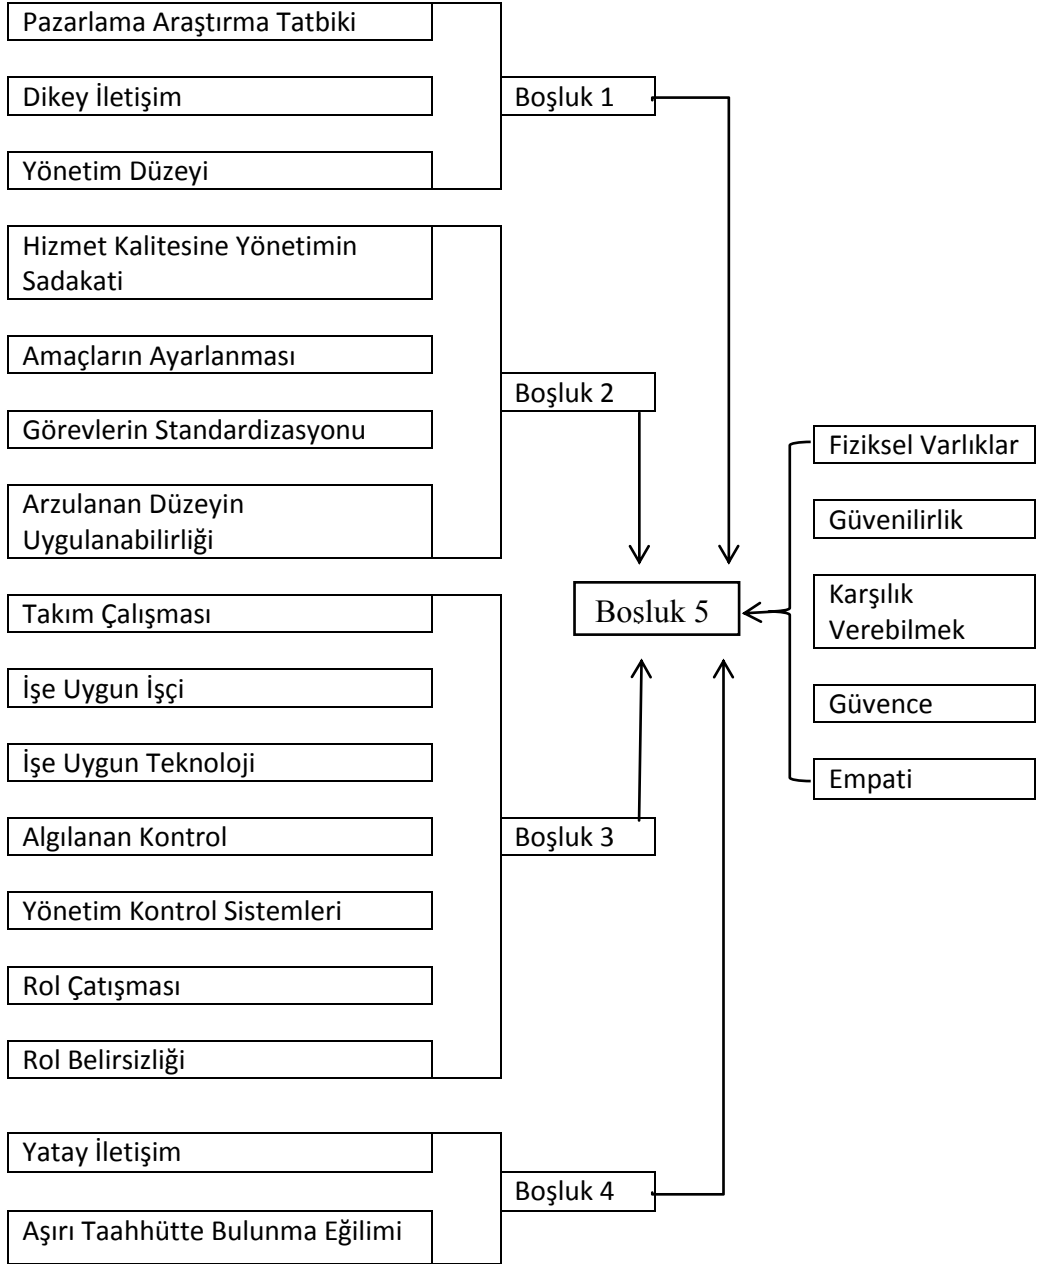 Pazarlama Araştırma Tatbiki
Dikey İletişim
Boşluk 1
Yönetim Düzeyi
Hizmet Kalitesine Yönetimin
Sadakati
Amaçların Ayarlanması
Boşluk 2
Görevlerin Standardizasyonu
Arzulanan Düzeyin
Uygulanabilirliği
Takım Çalışması
İşe Uygun İşçi
İşe Uygun Teknoloji
Algılanan Kontrol
Boşluk 3
Yönetim Kontrol Sistemleri
Rol Çatışması
Rol Belirsizliği
Yatay İletişim
Boşluk 4
Aşırı Taahhütte Bulunma Eğilimi
Bosluk 5
Fiziksel Varlıklar
Güvenilirlik
Karşılık
Verebilmek
Güvence
Empati